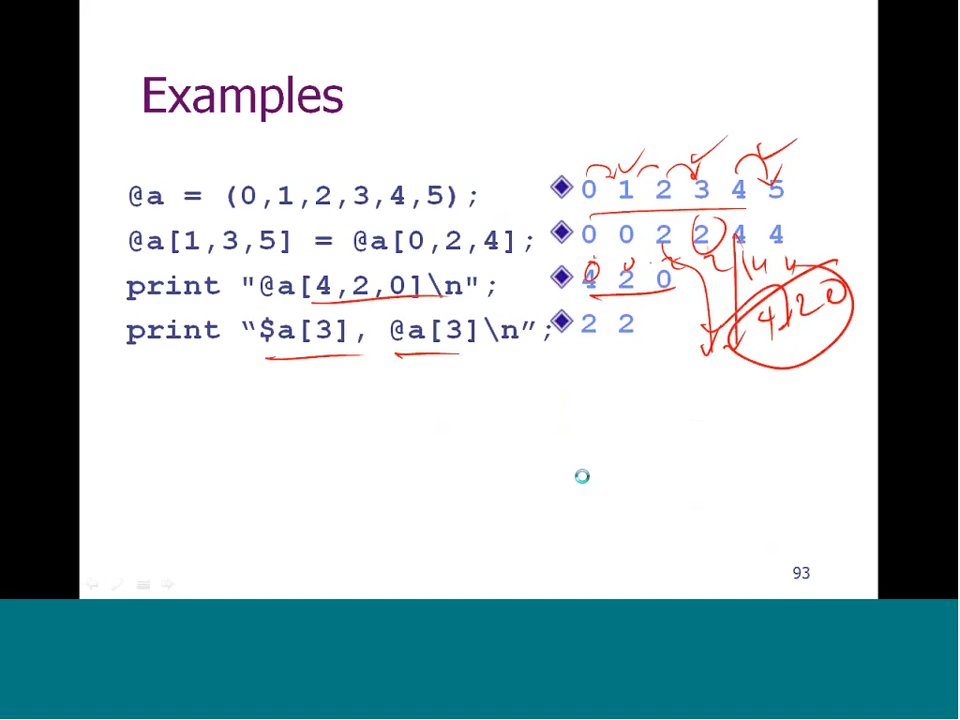 Examples
@a = (0,1,2,3,4,5);
0 1 2 3 4 5
@a[1,3,5] = @a[0,2,4];
0 0 2 2 4 4
print "@a[4,2,0]\n";
4 2 0
print “$a[3], @a[3]\n”;
2 2
4,20
93